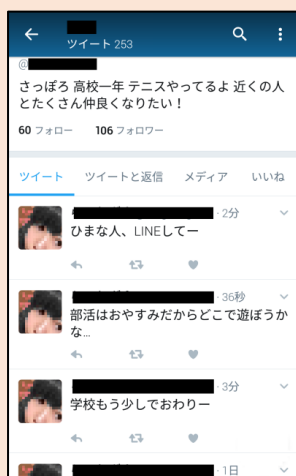 ツイート 253
@
さっぽろ 高校一年 テニスやってるよ 近くの人
とたくさん仲良くなりたい！
60 フォロー 106 フォロワー
ツイート ツイートと返信 メディア いいね
・2分
ひまな人、LINEしてー
・36秒
部活はおやすみだからどこで遊ぼうか
な…
・3分
学校もう少しでおわりー
・1日